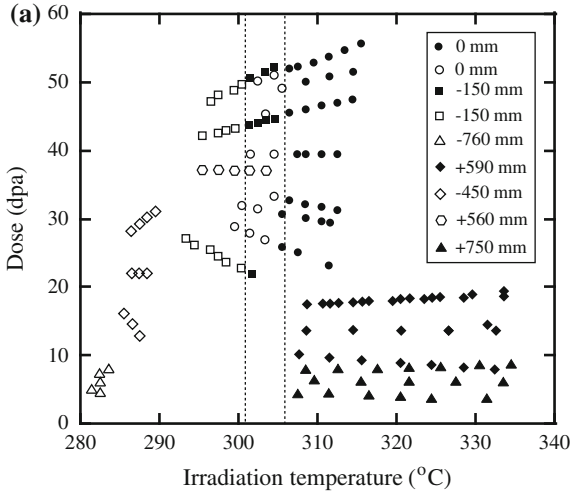 (a)
60
50
40
30
20
10
0
Dose (dpa)
280
290
300
310
320
330
340
Irradiation temperature (°C)
0 mm
0 mm
-150 mm
-150 mm
-760 mm
+590 mm
-450 mm
+560 mm
+750 mm